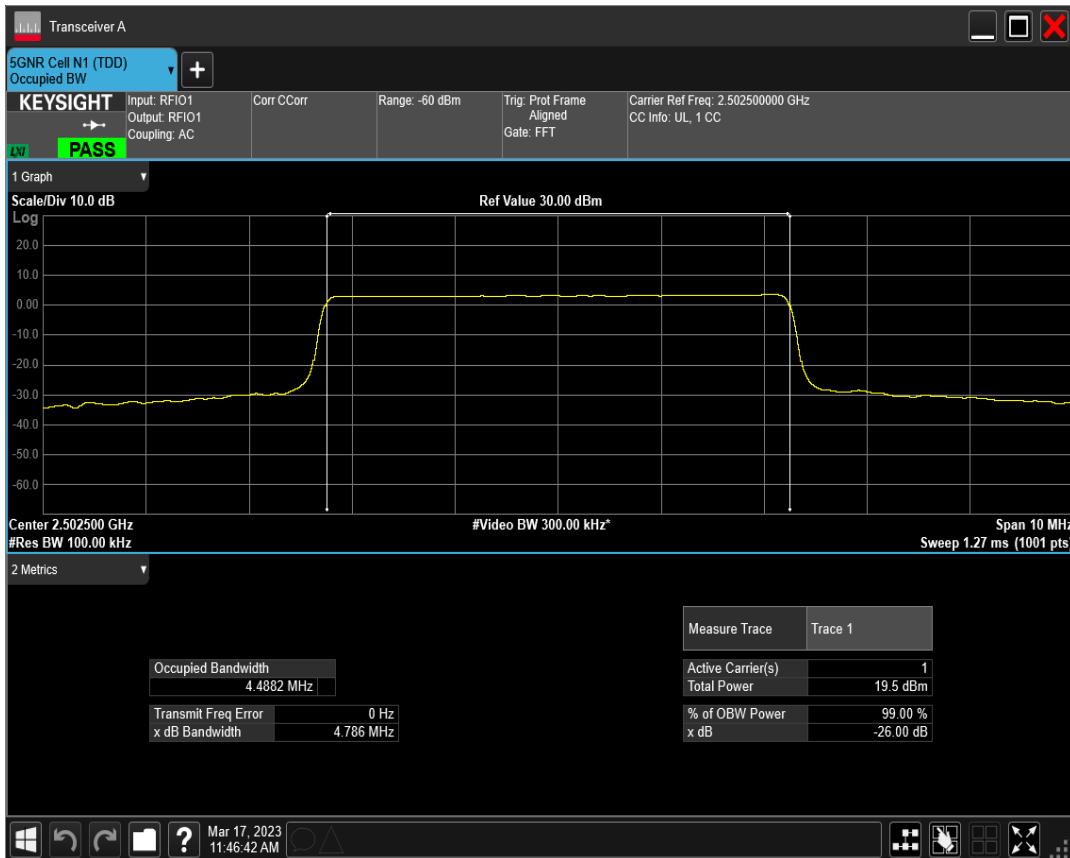 Transceiver A
5GNR Cell N1 (TDD)
Occupied BW
+
KEYSIGHT
LXI
PASS
Input: RFIO1
Output: RFIO1
Coupling: AC
Corr CCorr
Range: -60 dBm
Trig: Prot Frame
Aligned
Gate: FFT
Carrier Ref Freq: 2.502500000 GHz
CC Info: UL, 1 CC
1 Graph
Scale/Div 10.0 dB
Ref Value 30.00 dBm
Log
20.0
10.0
0.00
-10.0
-20.0
-30.0
-40.0
-50.0
-60.0
Center 2.502500 GHz
#Video BW 300.00 kHz*
Span 10 MHz
#Res BW 100.00 kHz
Sweep 1.27 ms (1001 pts)
2 Metrics
Measure Trace Trace 1
Occupied Bandwidth
4.4882 MHz
Active Carrier(s) 1
Total Power 19.5 dBm
Transmit Freq Error 0 Hz
x dB Bandwidth 4.786 MHz
% of OBW Power 99.00 %
x dB -26.00 dB
?
Mar 17, 2023
11:46:42 AM